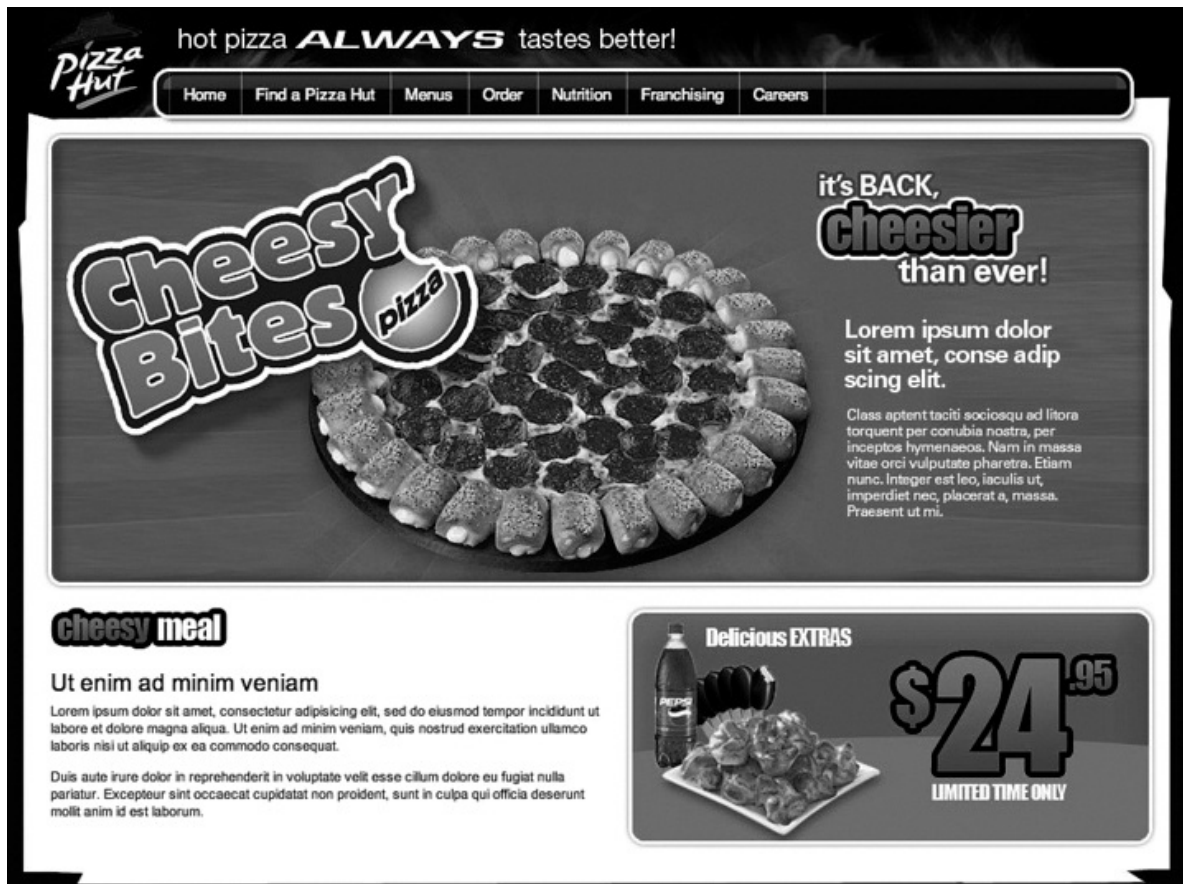 Pizza
Hut
hot pizza ALWAYS tastes better!
Home Find a Pizza Hut Menus Order Nutrition Franchising Careers
Cheesy
Bites
pizza
it's BACK,
cheesier
than ever!
Lorem ipsum dolor
sit amet, conse adip
scing elit.
Class aptent taciti sociosqu ad litora
torquent per conubia nostra, per
inceptos hymenaeos. Nam in massa
vitae orci vulputate pharetra. Etiam
nunc. Integer est leo, iaculis ut,
imperdiet nec, placerat a, massa.
Praesent ut mi.
cheesy meal
Ut enim ad minim veniam
Lorem ipsum dolor sit amet, consectetur adipisicing elit, sed do eiusmod tempor incididunt ut
labore et dolore magna aliqua. Ut enim ad minim veniam, quis nostrud exercitation ullamco
laboris nisi ut aliquip ex ea commodo consequat.
Duis aute irure dolor in reprehenderit in voluptate velit esse cillum dolore eu fugiat nulla
pariatur. Excepteur sint occaecat cupidatat non proident, sunt in culpa qui officia deserunt
mollit anim id est laborum.
Delicious EXTRAS
PEPSI
$24.95
LIMITED TIME ONLY